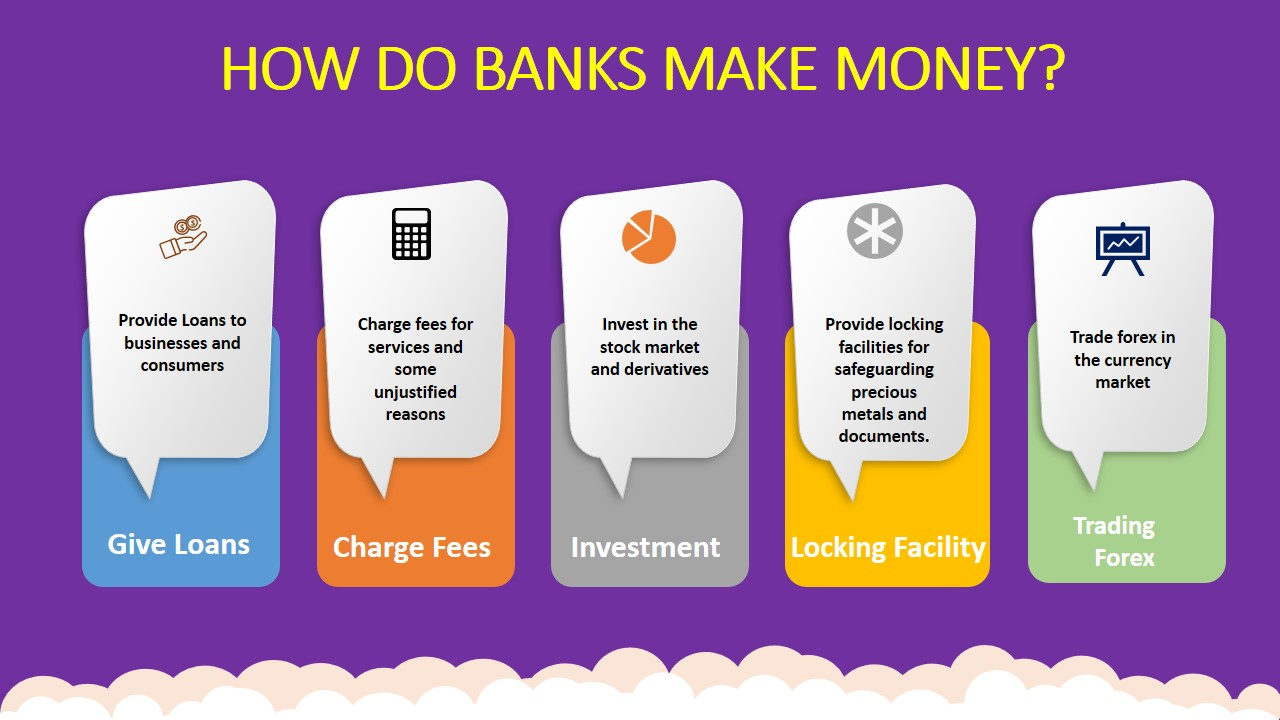 HOW DO BANKS MAKE MONEY?
Provide Loans to
businesses and
consumers
Give Loans
Charge fees for
services and
some
unjustified
reasons
Charge Fees
Invest in the
stock market
and derivatives
Investment
Provide locking
facilities for
safeguarding
precious
metals and
documents.
Locking Facility
Trade forex in
the currency
market
Trading
Forex